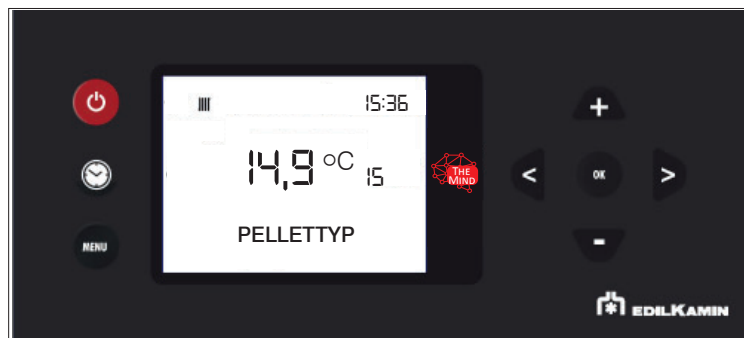 15:36
14,9 °C 15
PELLETTYP
THE
MIND
MENU
OK
EDILKAMIN